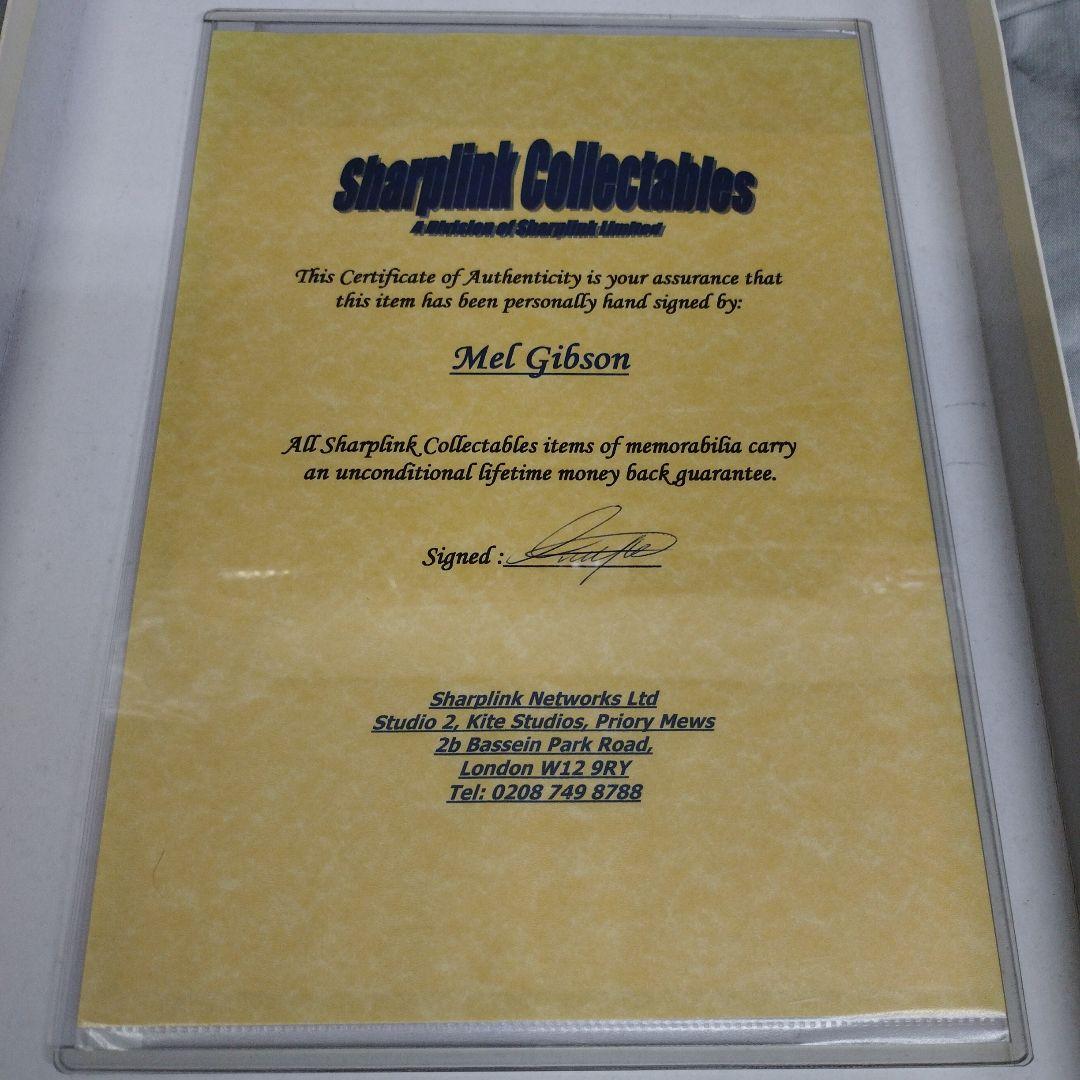 Sharplink Collectables
A Division of Sharplink Limited
This Certificate of Authenticity is your assurance that
this item has been personally hand signed by:
Mel Gibson
All Sharplink Collectables items of memorabilia carry
an unconditional lifetime money back guarantee.
Signed :
Sharplink Networks Ltd
Studio 2, Kite Studios, Priory Mews
2b Bassein Park Road,
London W12 9RY
Tel: 0208 749 8788